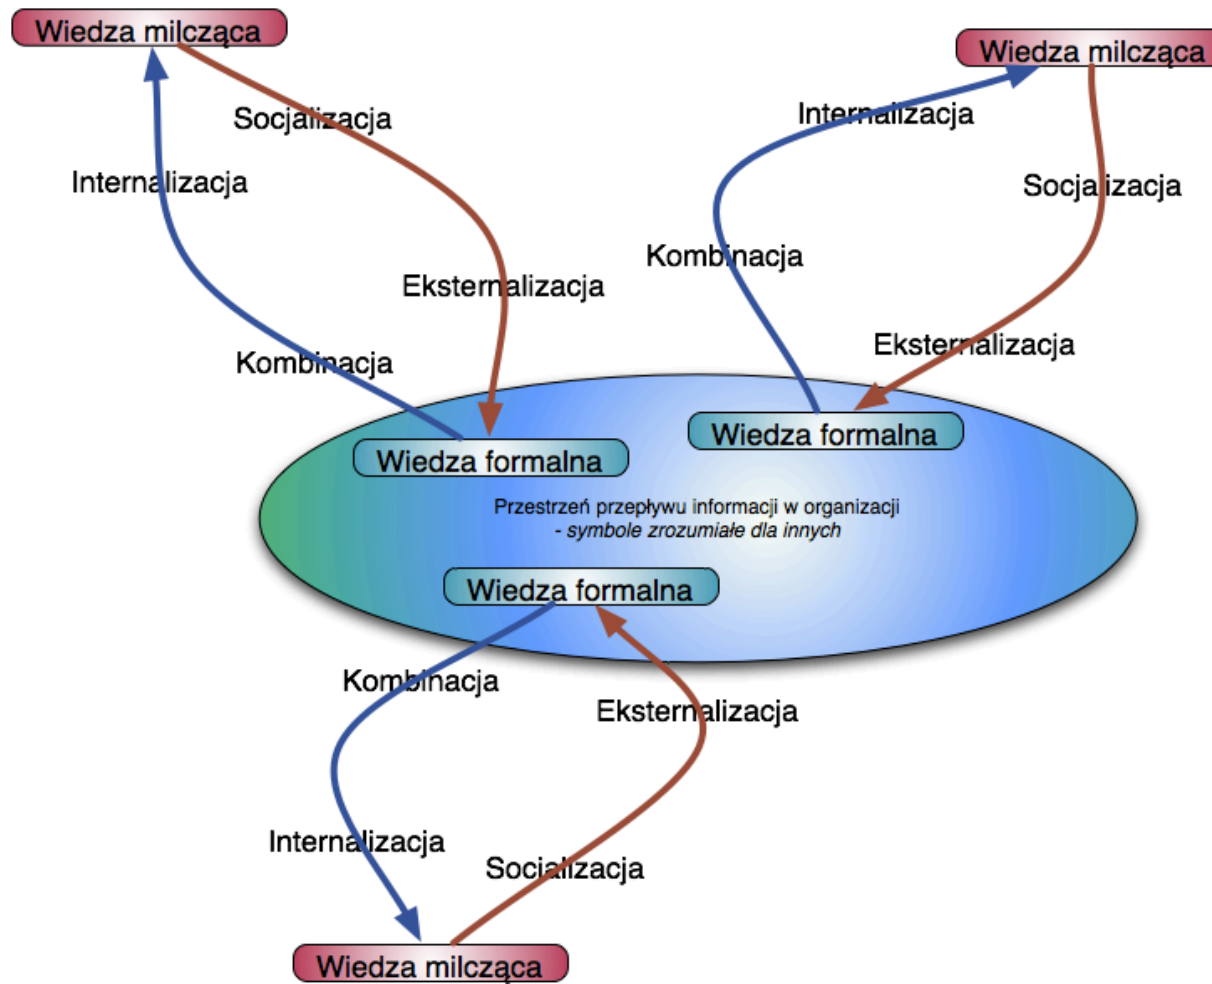 Wiedza milcząca
Wiedza milcząca
Socjalizacja
Internalizacja
Internalizacja
Socjalizacja
Kombinacja
Eksternalizacja
Eksternalizacja
Kombinacja
Wiedza formalna
Wiedza formalna
Przestrzeń przepływu informacji w organizacji
- symbole zrozumiałe dla innych
Wiedza formalna
Kombinacja
Eksternalizacja
Internalizacja
Socializacja
Wiedza milcząca